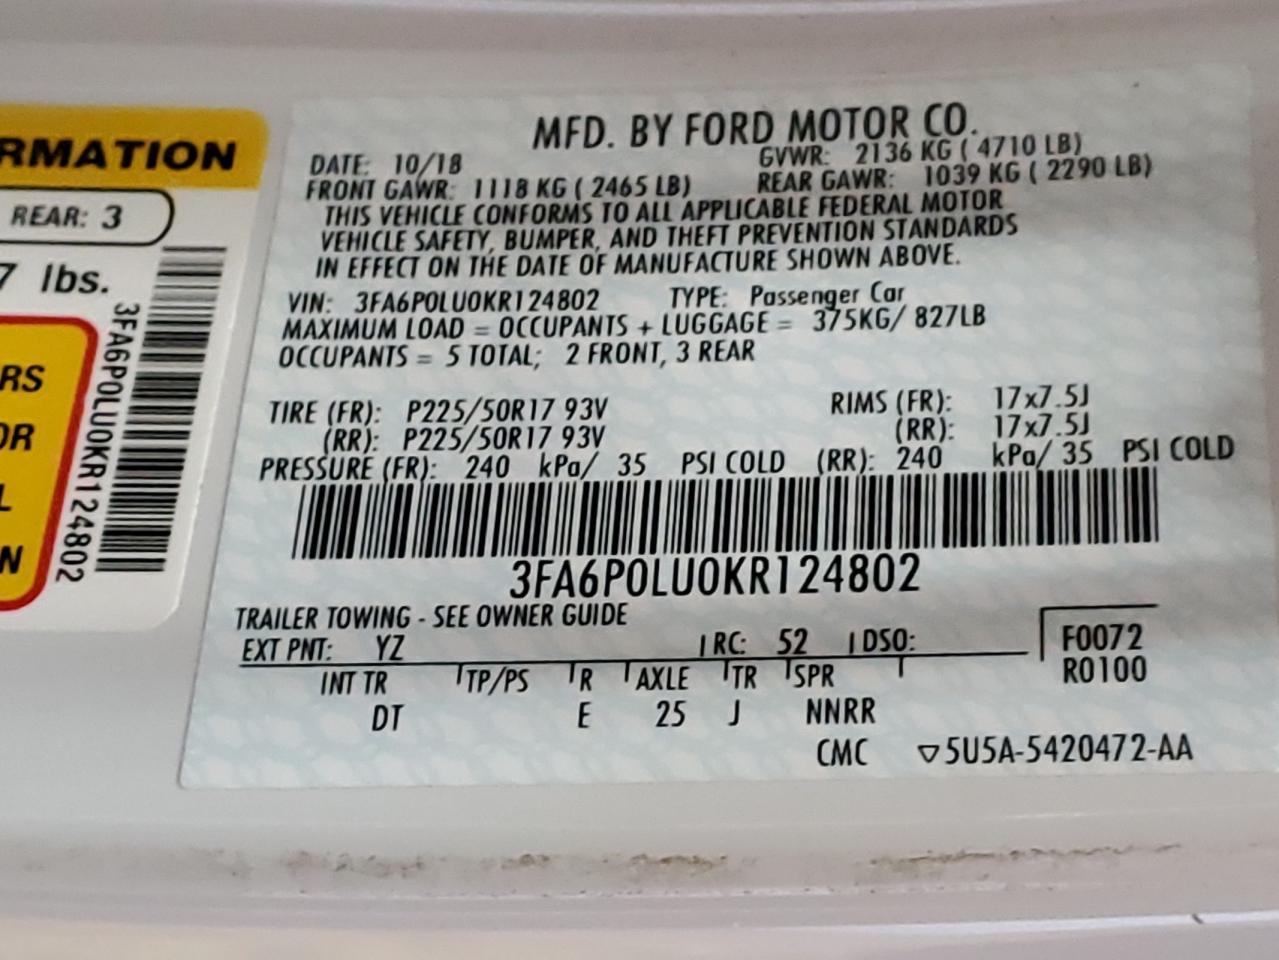 RMATION
REAR: 3
7 lbs.
RS
OR
L
N
3FA6P0LU0KR124802
MFD. BY FORD MOTOR CO.
DATE: 10/18 GVWR: 2136 KG ( 4710 LB)
FRONT GAWR: 1118 KG ( 2465 LB) REAR GAWR: 1039 KG ( 2290 LB)
THIS VEHICLE CONFORMS TO ALL APPLICABLE FEDERAL MOTOR
VEHICLE SAFETY, BUMPER, AND THEFT PREVENTION STANDARDS
IN EFFECT ON THE DATE OF MANUFACTURE SHOWN ABOVE.
VIN: 3FA6P0LU0KR124802 TYPE: Passenger Car
MAXIMUM LOAD = OCCUPANTS + LUGGAGE = 375KG/ 827LB
OCCUPANTS = 5 TOTAL; 2 FRONT, 3 REAR
TIRE (FR): P225/50R17 93V RIMS (FR): 17x7.5J
(RR): P225/50R17 93V (RR): 17x7.5J
PRESSURE (FR): 240 kPa/ 35 PSI COLD (RR): 240 kPa/ 35 PSI COLD
3FA6P0LU0KR124802
TRAILER TOWING - SEE OWNER GUIDE
EXT PNT: YZ RC: 52 DSO: F0072
R0100
INT TR TP/PS R AXLE TR SPR
DT E 25 J NNRR
CMC ▽5U5A-5420472-AA